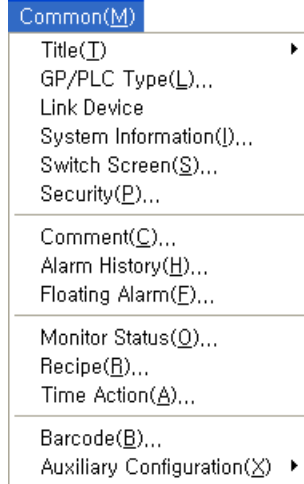 Common(M)
Title(T)
GP/PLC Type(L)...
Link Device
System Information(I)...
Switch Screen(S)...
Security(P)...
Comment(C)...
Alarm History(H)...
Floating Alarm(F)...
Monitor Status(O)...
Recipe(R)...
Time Action(A)...
Barcode(B)...
Auxiliary Configuration(X)